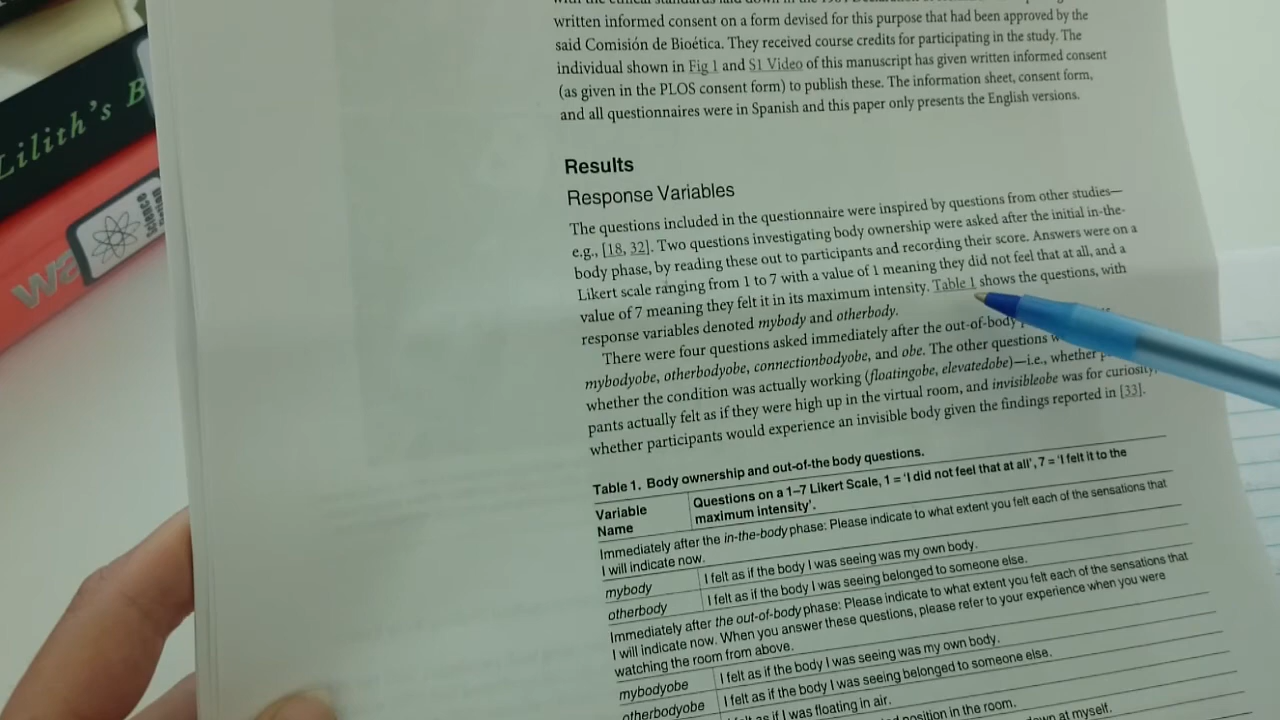 written informed consent on a form devised for this purpose that had been approved by the
said Comisión de Bioética. They received course credits for participating in the study. The
individual shown in Fig 1 and S1 Video of this manuscript has given written informed consent
(as given in the PLOS consent form) to publish these. The information sheet, consent form,
and all questionnaires were in Spanish and this paper only presents the English versions.
Results
Response Variables
The questions included in the questionnaire were inspired by questions from other studies—
e.g., [18, 32]. Two questions investigating body ownership were asked after the initial in-the-
body phase, by reading these out to participants and recording their score. Answers were on a
Likert scale ranging from 1 to 7 with a value of 1 meaning they did not feel that at all, and a
value of 7 meaning they felt it in its maximum intensity. Table 1 shows the questions, with
response variables denoted mybody and otherbody.
There were four questions asked immediately after the out-of-body
mybodyobe, otherbodyobe, connectionbodyobe, and obe. The other questions
whether the condition was actually working (floatingobe, elevatedobe)—i.e., whether
pants actually felt as if they were high up in the virtual room, and invisibleobe was for curiosity,
whether participants would experience an invisible body given the findings reported in [33].
Table 1. Body ownership and out-of-the body questions.
Variable Name
Questions on a 1–7 Likert Scale, 1 = 'I did not feel that at all', 7 = 'I felt it to the
maximum intensity'.
Immediately after the in-the-body phase: Please indicate to what extent you felt each of the sensations that
I will indicate now.
mybody I felt as if the body I was seeing was my own body.
otherbody I felt as if the body I was seeing belonged to someone else.
Immediately after the out-of-body phase: Please indicate to what extent you felt each of the sensations that
I will indicate now. When you answer these questions, please refer to your experience when you were
watching the room from above.
mybodyobe I felt as if the body I was seeing was my own body.
otherbodyobe I felt as if the body I was seeing belonged to someone else.
felt as if I was floating in air.
position in the room.
down at myself.
Lilith's B
wa
Science